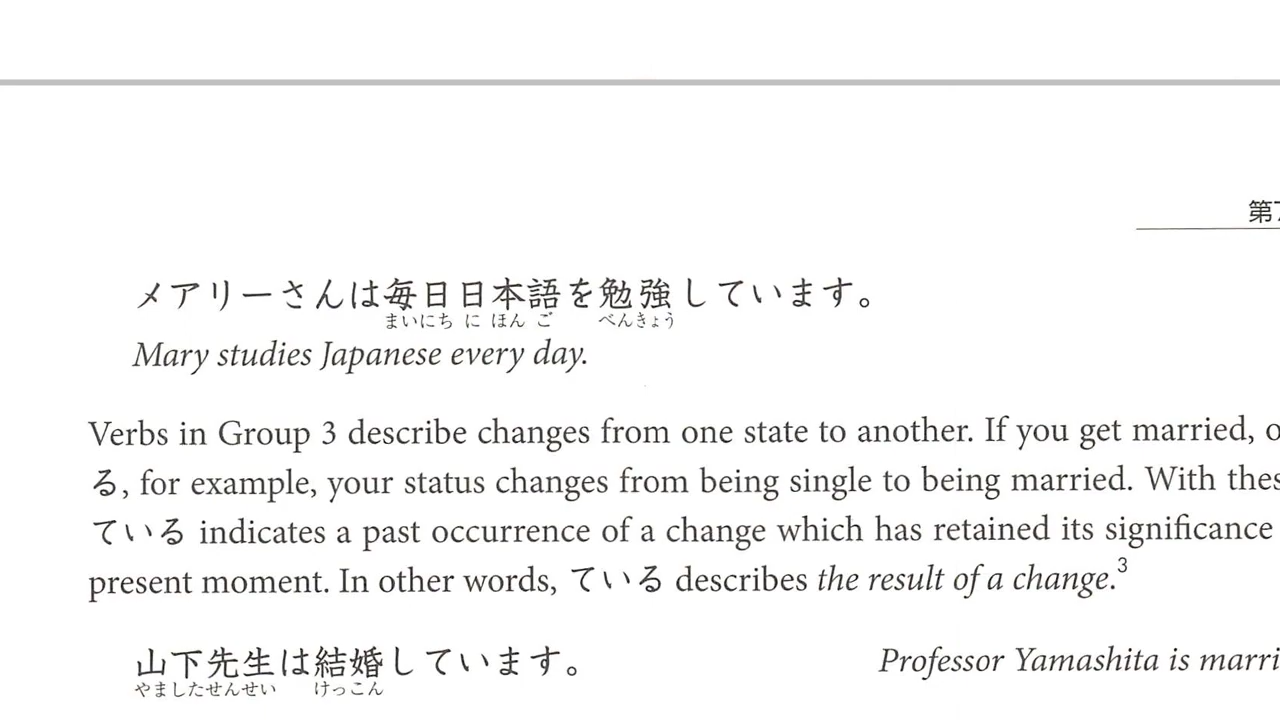 第
メアリーさんは毎日日本語を勉強しています。
まいにち に ほん ご べんきょう
Mary studies Japanese every day.
Verbs in Group 3 describe changes from one state to another. If you get married,
る, for example, your status changes from being single to being married. With
ている indicates a past occurrence of a change which has retained its significance
present moment. In other words, ている describes the result of a change.3
山下先生は結婚しています。 Professor Yamashita is
やましたせんせい けっこん